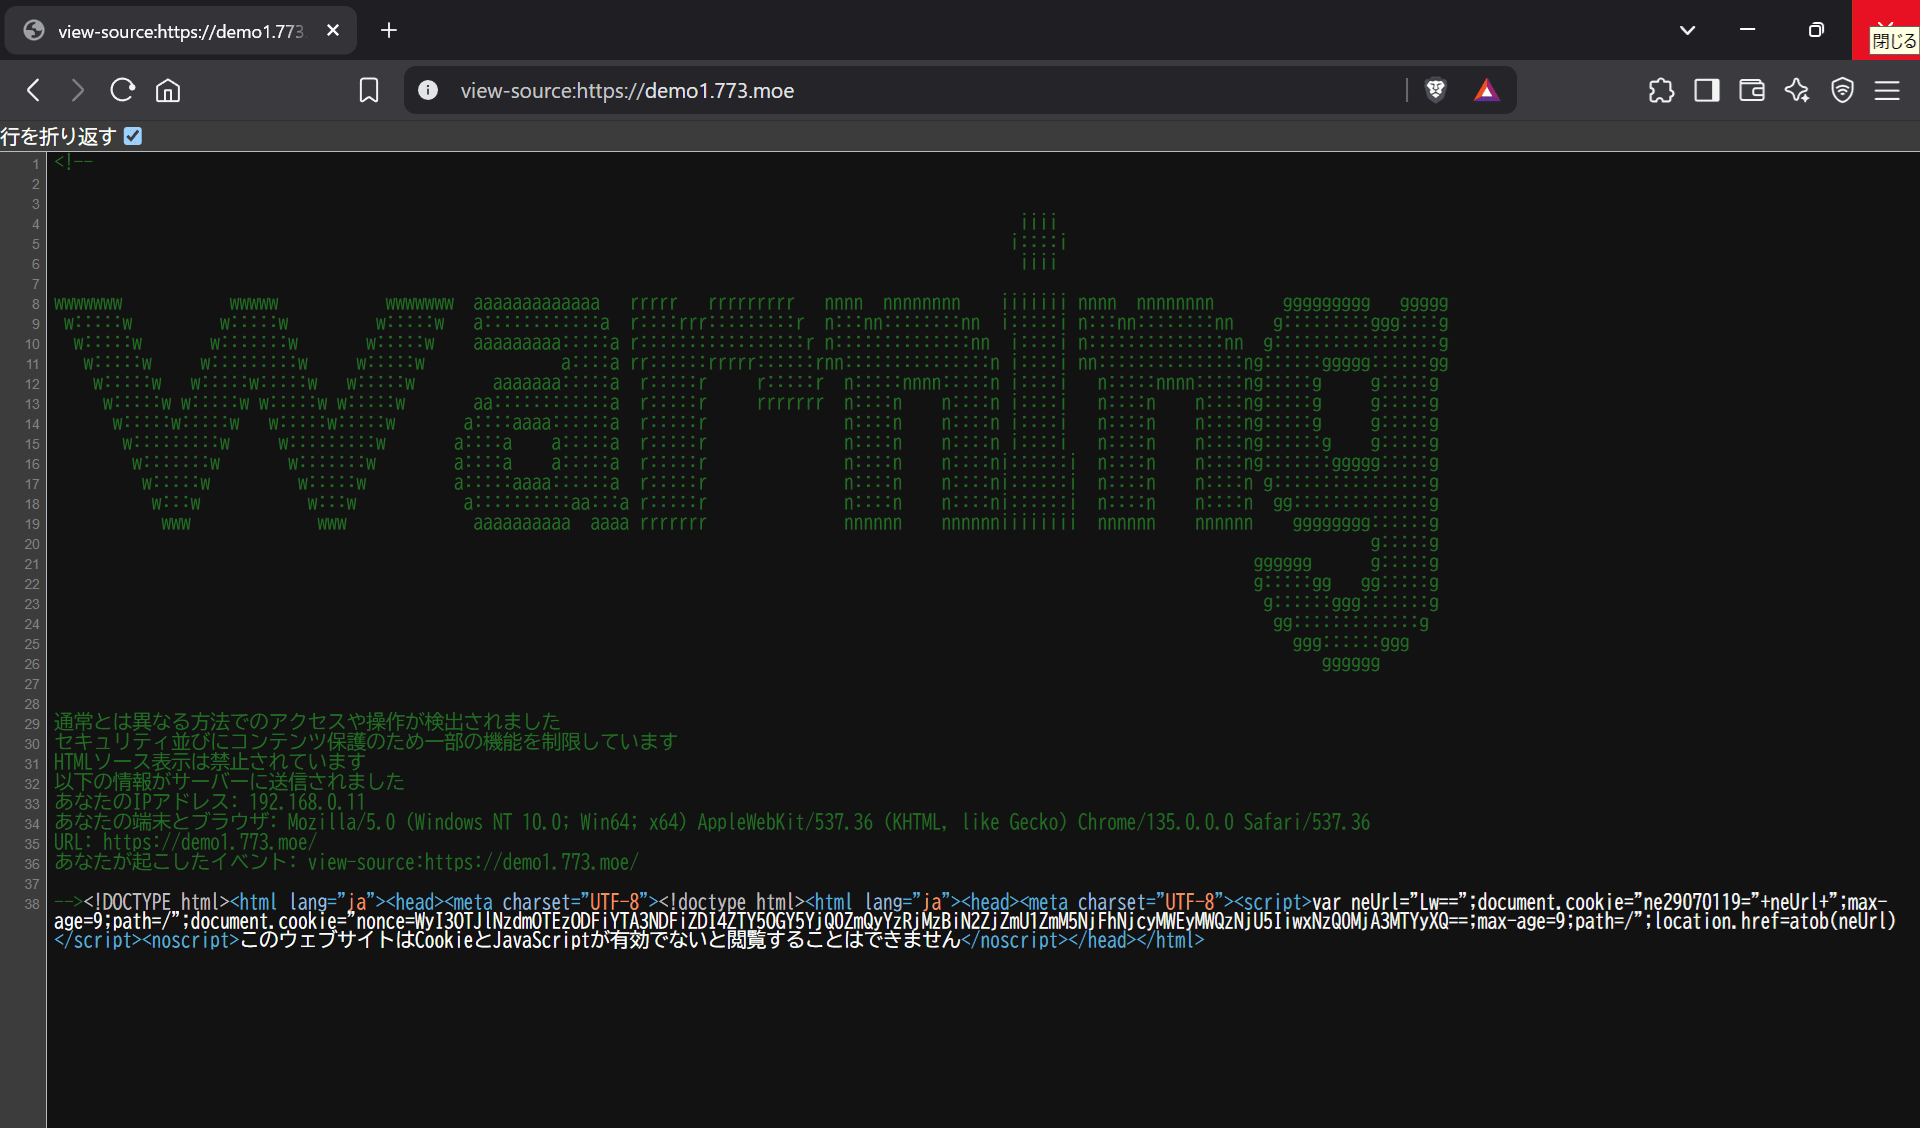 view-source:https://demo1.773
閉じる
view-source:https://demo1.773.moe
行を折り返す
1 <!--
2
3
4 iiii
5 i::::i
6 iiii
7
8 wwwwwww           wwwww           wwwwwww  aaaaaaaaaaaaa   rrrrr   rrrrrrrrr   nnnn  nnnnnnnn    iiiiiii nnnn  nnnnnnnn       ggggggggg   ggggg
9 w:::::w         w:::::w         w:::::w   a::::::::::::a  r::::rrr:::::::::r  n:::nn::::::::nn  i:::::i n:::nn::::::::nn    g:::::::::ggg::::g
10 w:::::w       w:::::::w       w:::::w    aaaaaaaaa:::::a r:::::::::::::::::r n::::::::::::::nn  i::::i n::::::::::::::nn  g::::::::::::::::g
11 w:::::w     w:::::::::w     w:::::w              a::::a rr::::::rrrrr::::::rnn:::::::::::::::n i::::i nn:::::::::::::::ng::::::ggggg::::::gg
12 w:::::w   w:::::w:::::w   w:::::w        aaaaaaa:::::a  r:::::r     r:::::r  n:::::nnnn:::::n i::::i   n:::::nnnn:::::ng:::::g     g:::::g
13 w:::::w w:::::w w:::::w w:::::w       aa::::::::::::a  r:::::r     rrrrrrr  n::::n    n::::n i::::i   n::::n    n::::ng:::::g     g:::::g
14 w:::::w:::::w   w:::::w:::::w       a::::aaaa::::::a  r:::::r              n::::n    n::::n i::::i   n::::n    n::::ng:::::g     g:::::g
15 w:::::::::w     w:::::::::w       a::::a    a:::::a  r:::::r              n::::n    n::::n i::::i   n::::n    n::::ng::::::g    g:::::g
16 w:::::::w       w:::::::w        a::::a    a:::::a  r:::::r              n::::n    n::::ni::::::i  n::::n    n::::ng:::::::ggggg:::::g
17 w:::::w         w:::::w         a:::::aaaa::::::a  r:::::r              n::::n    n::::ni::::::i  n::::n    n::::n g::::::::::::::::g
18 w:::w           w:::w           a::::::::::aa:::a r:::::r              n::::n    n::::ni::::::i  n::::n    n::::n  gg::::::::::::::g
19 www             www             aaaaaaaaaa  aaaa rrrrrrr              nnnnnn    nnnnnniiiiiiii  nnnnnn    nnnnnn    gggggggg::::::g
20 g:::::g
21 gggggg      g:::::g
22 g:::::gg   gg:::::g
23 g::::::ggg:::::::g
24 gg:::::::::::::g
25 ggg::::::ggg
26 gggggg
27
28
29 通常とは異なる方法でのアクセスや操作が検出されました
30 セキュリティ並びにコンテンツ保護のため一部の機能を制限しています
31 HTMLソース表示は禁止されています
32 以下の情報がサーバーに送信されました
33 あなたのIPアドレス: 192.168.0.11
34 あなたの端末とブラウザ: Mozilla/5.0 (Windows NT 10.0; Win64; x64) AppleWebKit/537.36 (KHTML, like Gecko) Chrome/135.0.0.0 Safari/537.36
35 URL: https://demo1.773.moe/
36 あなたが起こしたイベント: view-source:https://demo1.773.moe/
37
38 --><!DOCTYPE html><html lang="ja"><head><meta charset="UTF-8"><!doctype html><html lang="ja"><head><meta charset="UTF-8"><script>var neUrl="Lw==";document.cookie="ne29070119="+neUrl+";max-
age=9;path=/";document.cookie="nonce=WyI3OTJlNzdmOTEzODFiYTA3NDFiZDI4ZTY5OGY5YjQ0ZmQyYzRjMzBiN2ZjZmU1ZmM5NjFhNjcyMWEyMWQzNjU5IiwxNzQ0MjA3MTYyXQ==;max-age=9;path=/";location.href=atob(neUrl)
</script><noscript>このウェブサイトはCookieとJavaScriptが有効でないと閲覧することはできません</noscript></head></html>